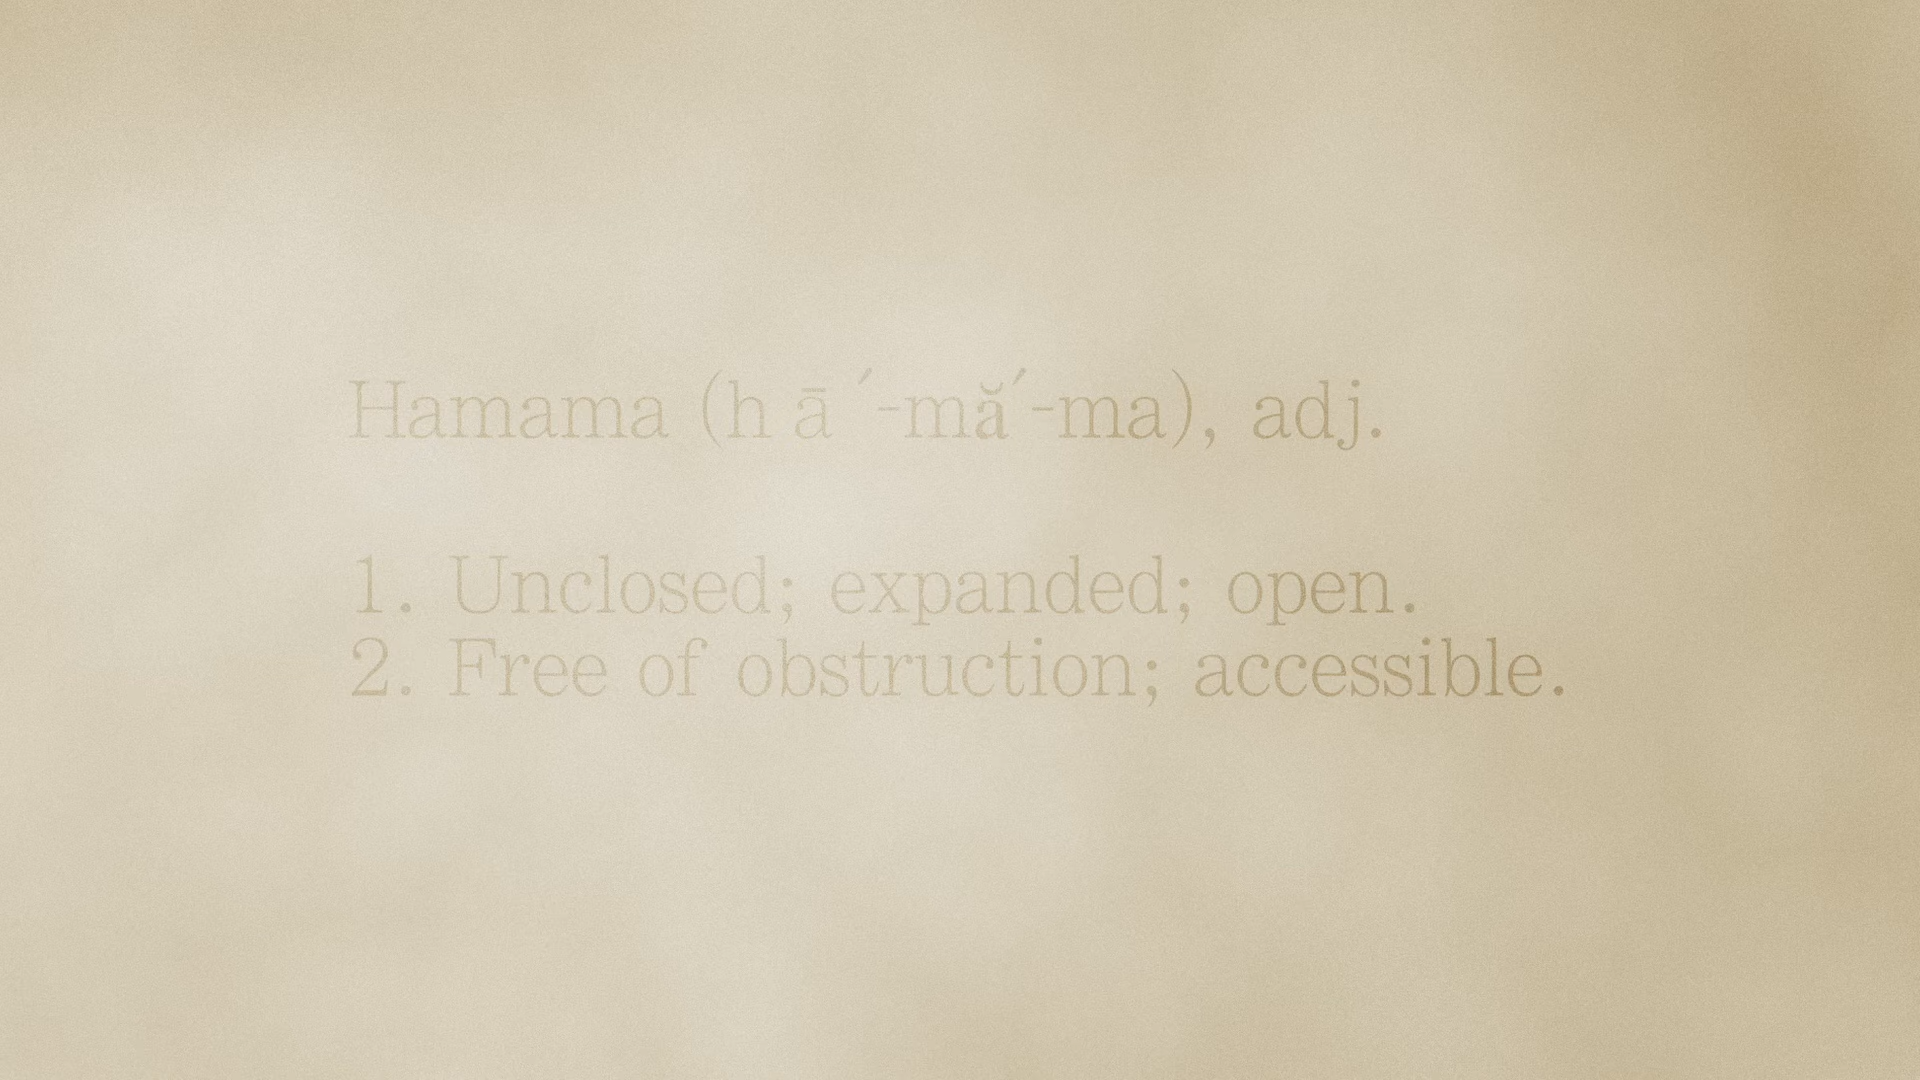 Hamama (h ā ´-mă´-ma), adj.
1. Unclosed; expanded; open.
2. Free of obstruction; accessible.